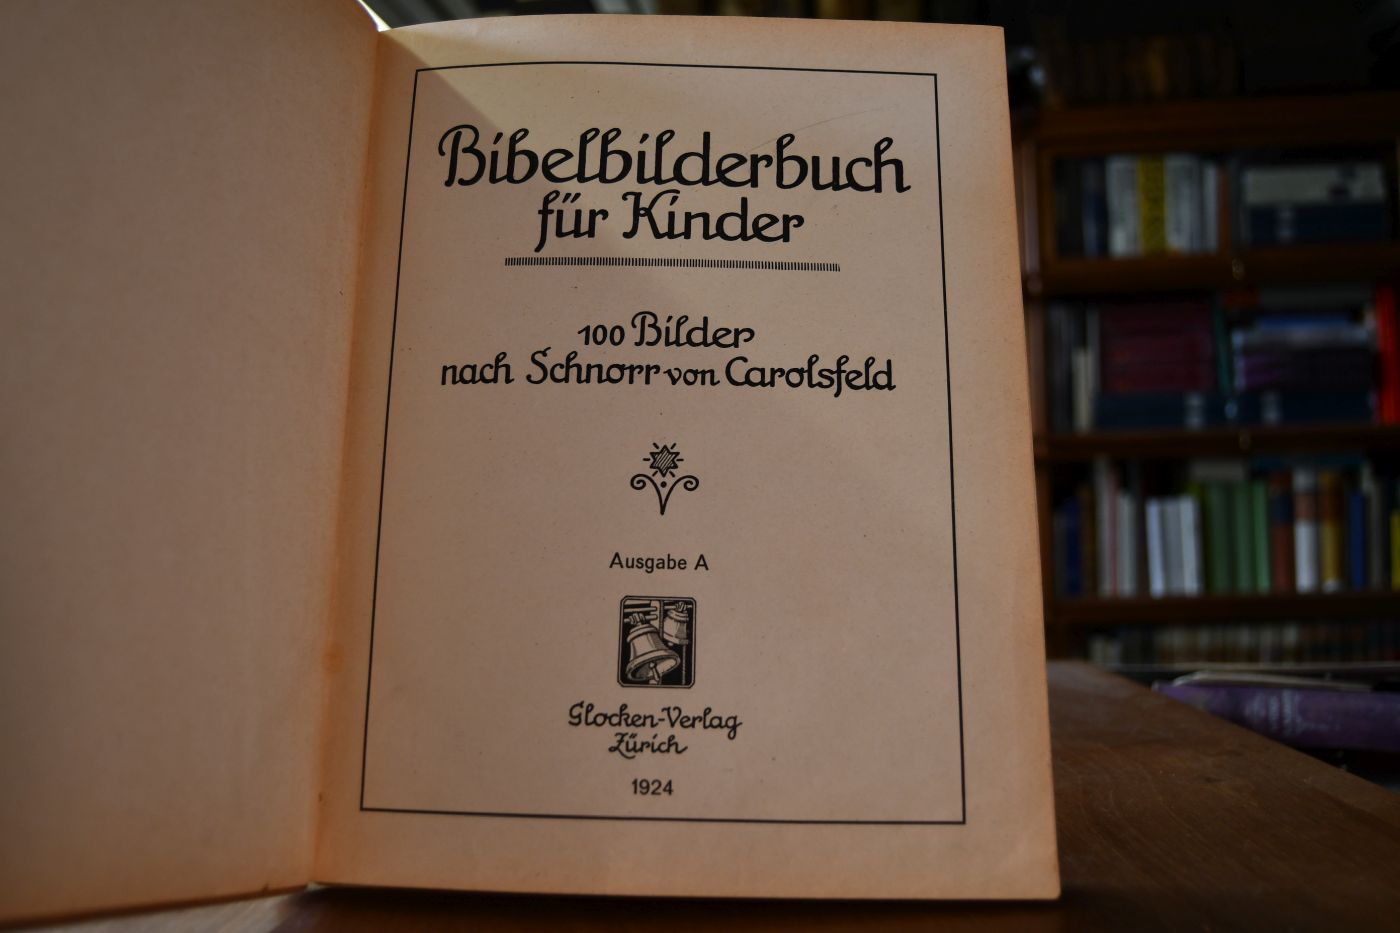 Bibelbilderbuch
für Kinder
100 Bilder
nach Schnorr von Carolsfeld
Ausgabe A
Glocken-Verlag
Zürich
1924